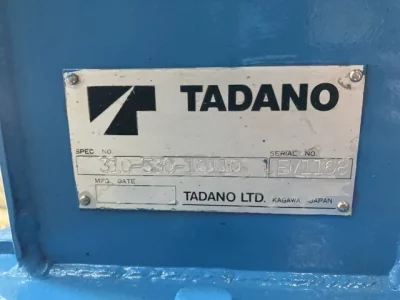 TADANO
SPEC. NO. SERIAL NO.
MFG. DATE
TADANO LTD. KAGAWA JAPAN